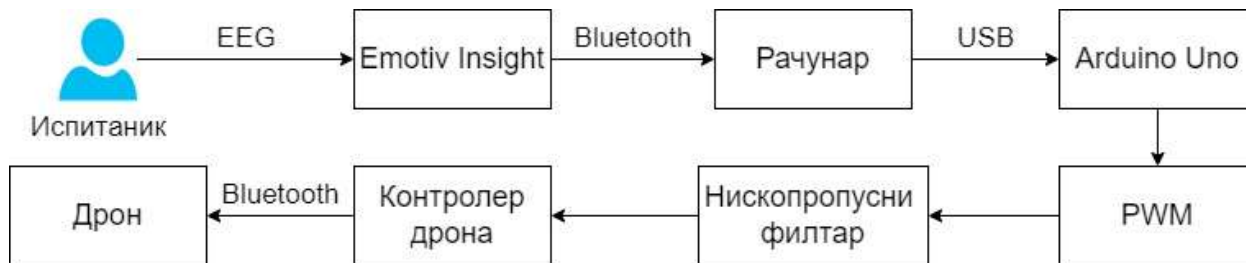 EEG
Emotiv Insight
Bluetooth
Рачунар
USB
Arduino Uno
Испитаник
Дрон
Bluetooth
Контролер
дрона
Нископропусни
филтар
PWM